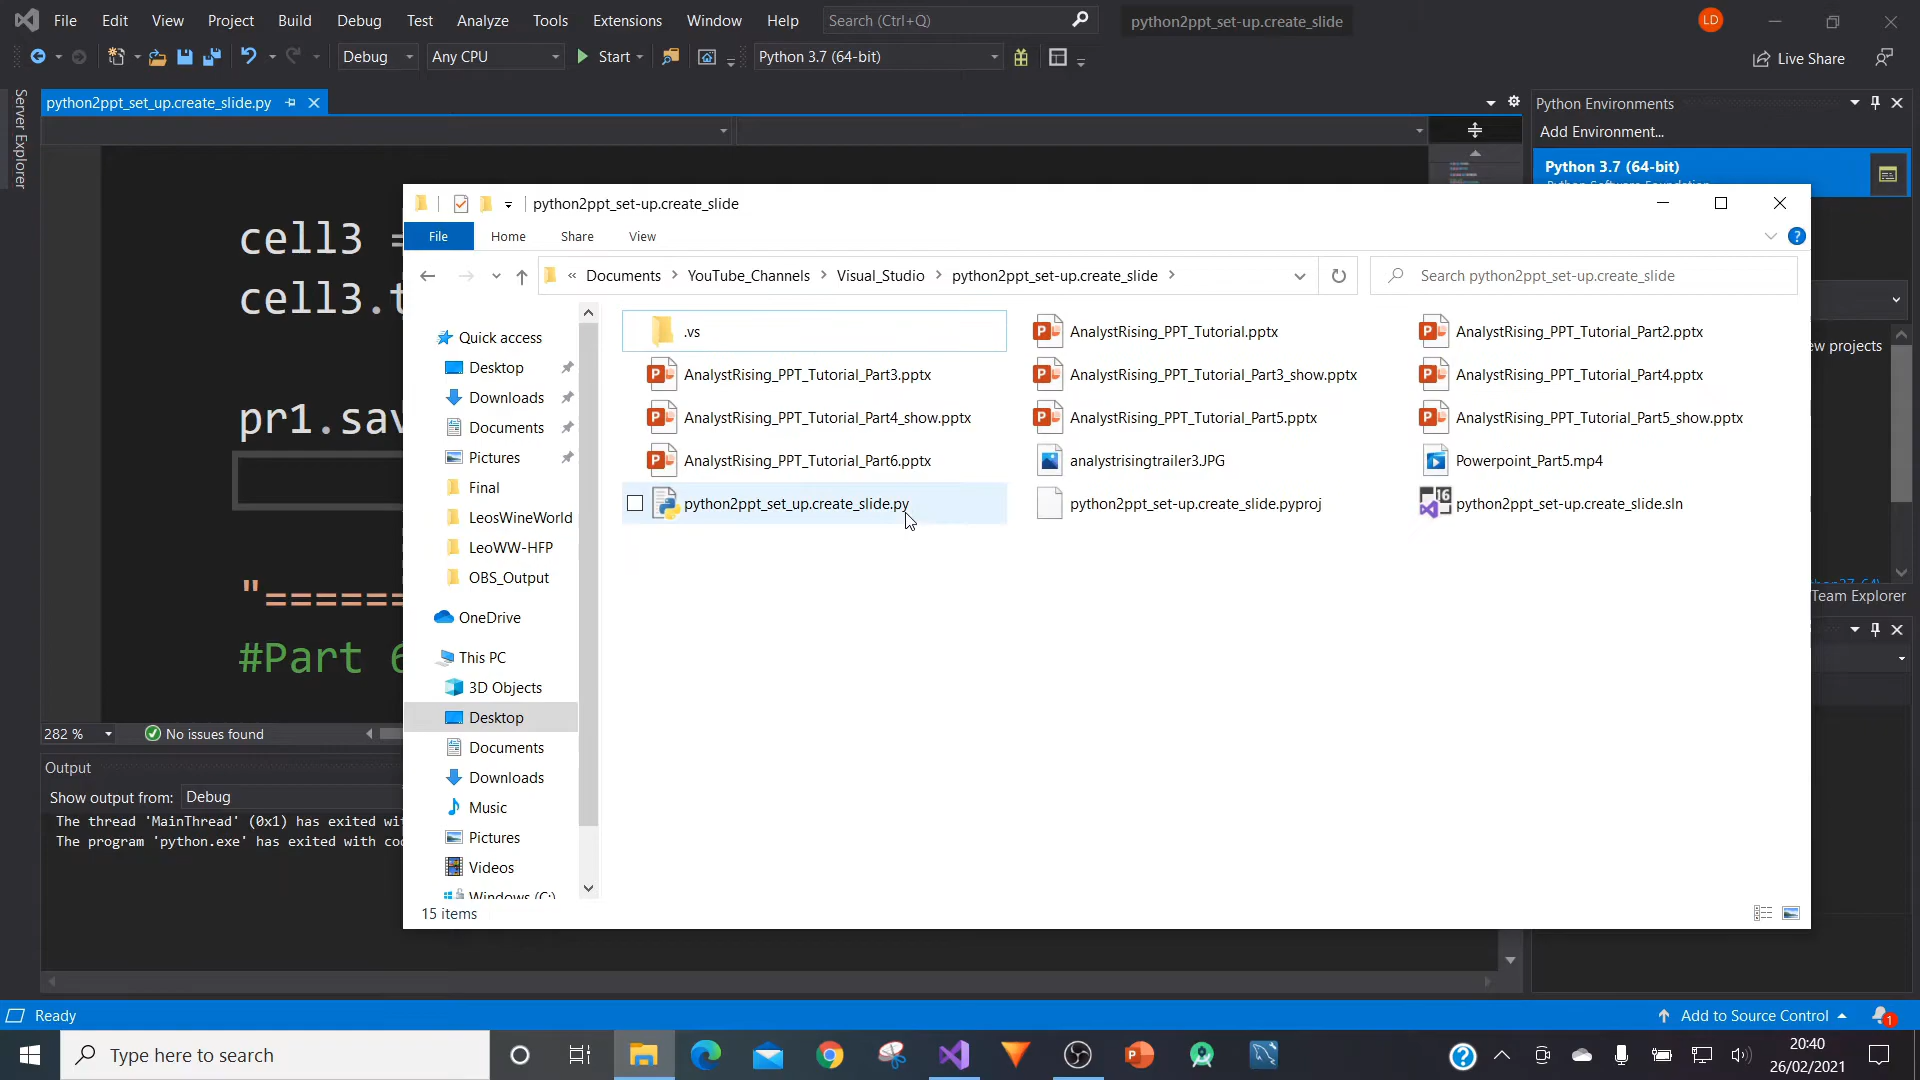 File Edit View Project Build Debug Test Analyze Tools Extensions Window Help Search (Ctrl+Q) python2ppt_set-up.create_slide LD
Debug Any CPU Start Python 3.7 (64-bit) Live Share
Server Explorer
python2ppt_set_up.create_slide.py
Python Environments
Add Environment...
Python 3.7 (64-bit)
cell3 =
cell3.t
pr1.sav
"=======
#Part 6
282 % No issues found
Output
Show output from: Debug
The thread 'MainThread' (0x1) has exited wit
The program 'python.exe' has exited with cod
ew projects
Team Explorer
python2ppt_set-up.create_slide
File Home Share View
« Documents YouTube_Channels Visual_Studio python2ppt_set-up.create_slide Search python2ppt_set-up.create_slide
Quick access
Desktop
Downloads
Documents
Pictures
Final
LeosWineWorld
LeoWW-HFP
OBS_Output
OneDrive
This PC
3D Objects
Desktop
Documents
Downloads
Music
Pictures
Videos
Windows (C:)
.vs AnalystRising_PPT_Tutorial.pptx AnalystRising_PPT_Tutorial_Part2.pptx
AnalystRising_PPT_Tutorial_Part3.pptx AnalystRising_PPT_Tutorial_Part3_show.pptx AnalystRising_PPT_Tutorial_Part4.pptx
AnalystRising_PPT_Tutorial_Part4_show.pptx AnalystRising_PPT_Tutorial_Part5.pptx AnalystRising_PPT_Tutorial_Part5_show.pptx
AnalystRising_PPT_Tutorial_Part6.pptx analystrisingtrailer3.JPG Powerpoint_Part5.mp4
python2ppt_set_up.create_slide.py python2ppt_set-up.create_slide.pyproj python2ppt_set-up.create_slide.sln
15 items
Ready Add to Source Control 1
Type here to search
20:40
26/02/2021